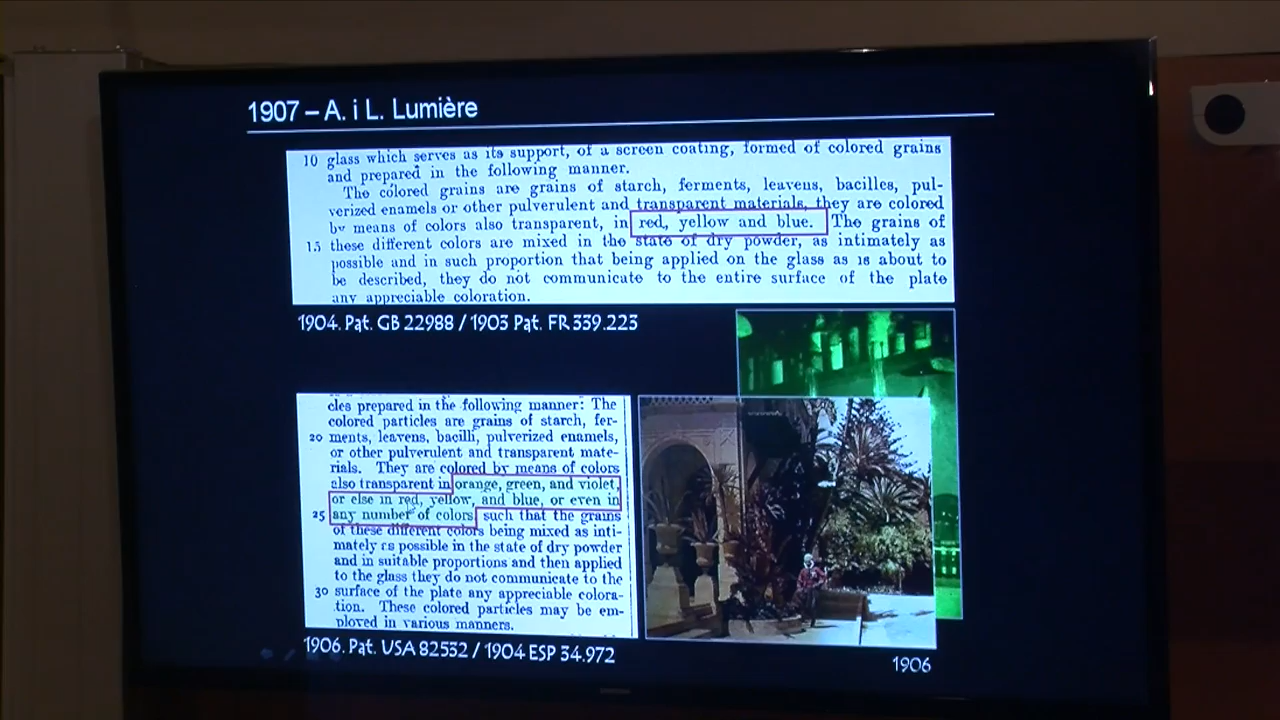 1907 – A. i L. Lumière
10 glass which serves as its support, of a screen coating, formed of colored grains
and prepared in the following manner.
The colored grains are grains of starch, ferments, leavens, bacilles, pul-
verized enamels or other pulverulent and transparent materials, they are colored
by means of colors also transparent, in red, yellow and blue. The grains of
15 these different colors are mixed in the state of dry powder, as intimately as
possible and in such proportion that being applied on the glass as is about to
be described, they do not communicate to the entire surface of the plate
any appreciable coloration.
1904. Pat. GB 22988 / 1903 Pat. FR 339.223
cles prepared in the following manner: The
colored particles are grains of starch, fer-
20 ments, leavens, bacilli, pulverized enamels,
or other pulverulent and transparent mate-
rials. They are colored by means of colors
also transparent in orange, green, and violet,
or else in red, yellow, and blue, or even in
25 any number of colors such that the grains
of these different colors being mixed as inti-
mately as possible in the state of dry powder
and in suitable proportions and then applied
to the glass they do not communicate to the
30 surface of the plate any appreciable colora-
tion. These colored particles may be em-
ployed in various manners.
1906. Pat. USA 82532 / 1904 ESP 34.972
1906